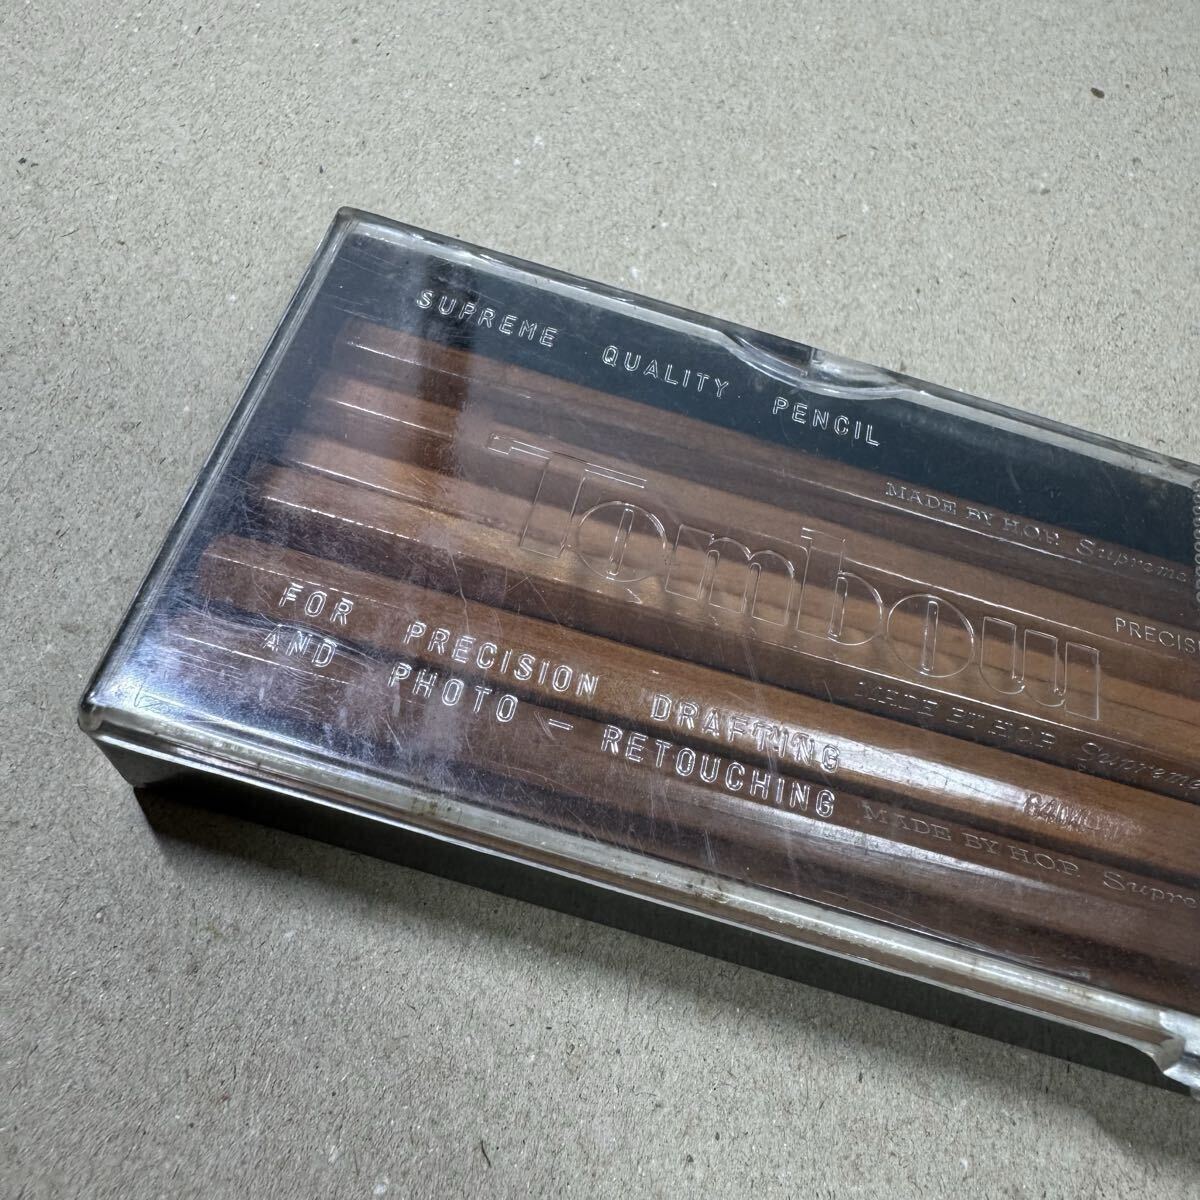 SUPREME QUALITY PENCIL
Tombow
FOR PRECISION DRAFTING
AND PHOTO - RETOUCHING
MADE BY H.O.P. Supreme
PRECIS
MADE BY H.O.P. Supreme
MADE BY H.O.P. Supre